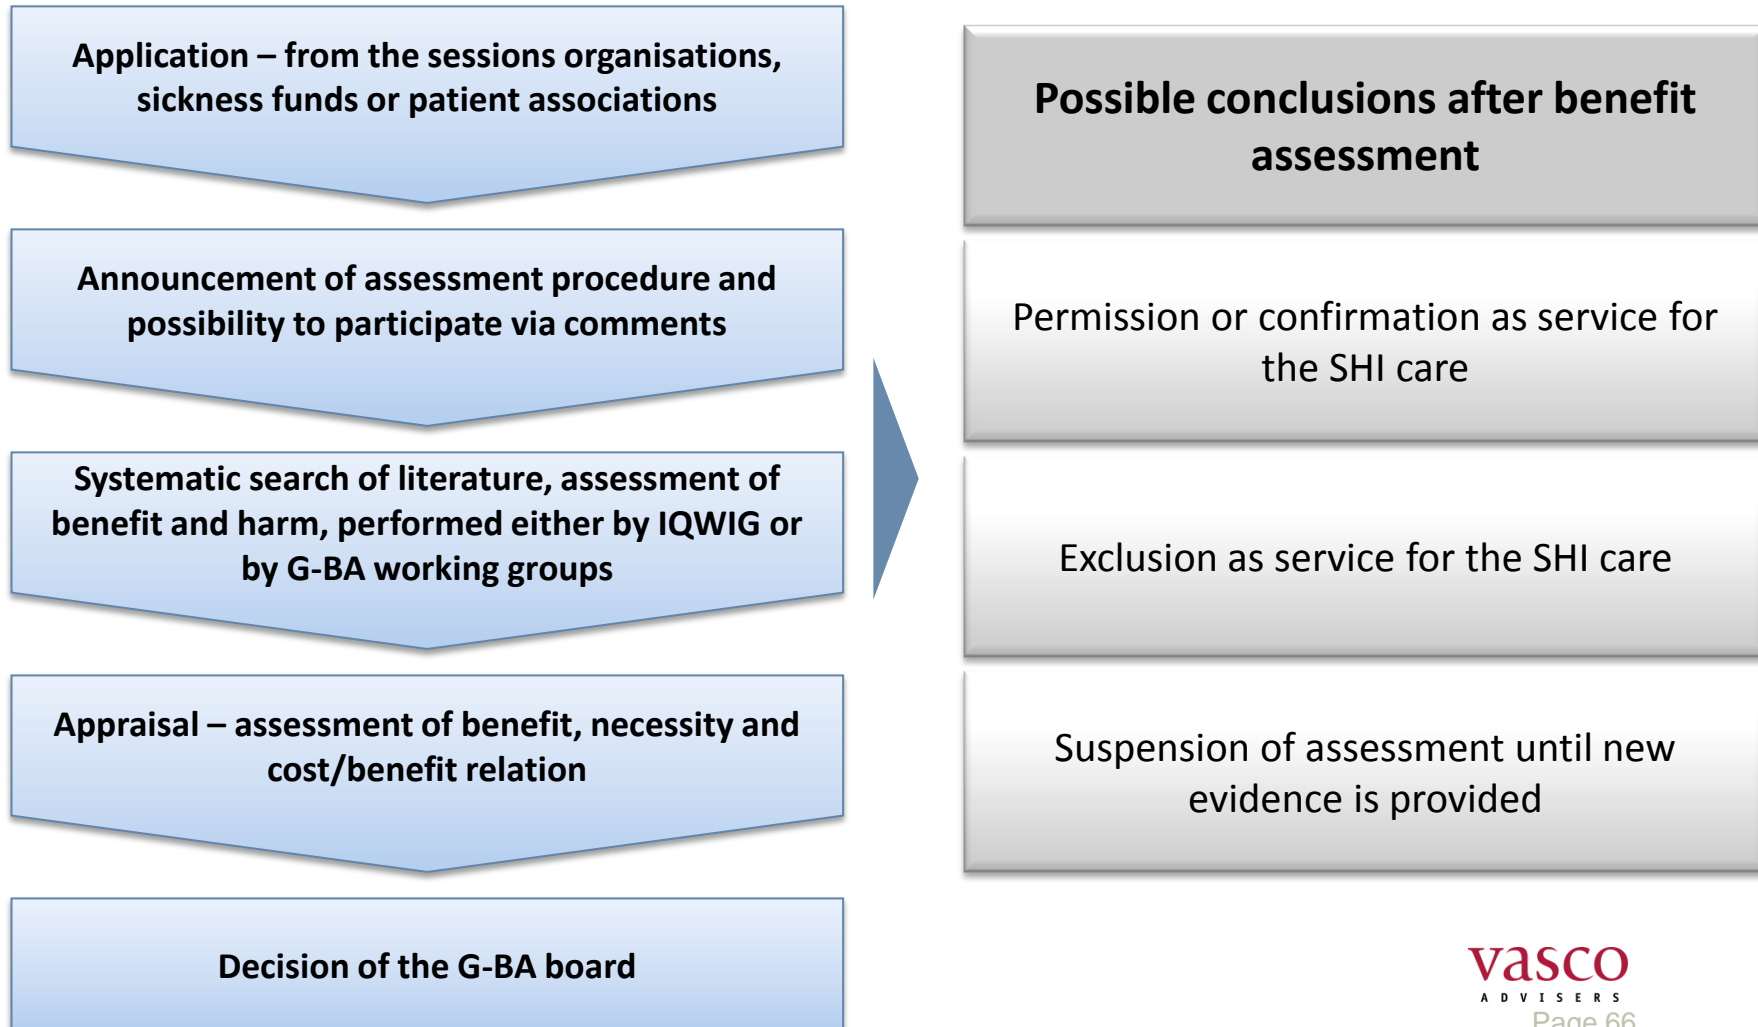 Application – from the sessions organisations,
sickness funds or patient associations
Announcement of assessment procedure and
possibility to participate via comments
Systematic search of literature, assessment of
benefit and harm, performed either by IQWIG or
by G-BA working groups
Appraisal – assessment of benefit, necessity and
cost/benefit relation
Decision of the G-BA board
Possible conclusions after benefit
assessment
Permission or confirmation as service for
the SHI care
Exclusion as service for the SHI care
Suspension of assessment until new
evidence is provided
vasco
ADVISERS
Page 66